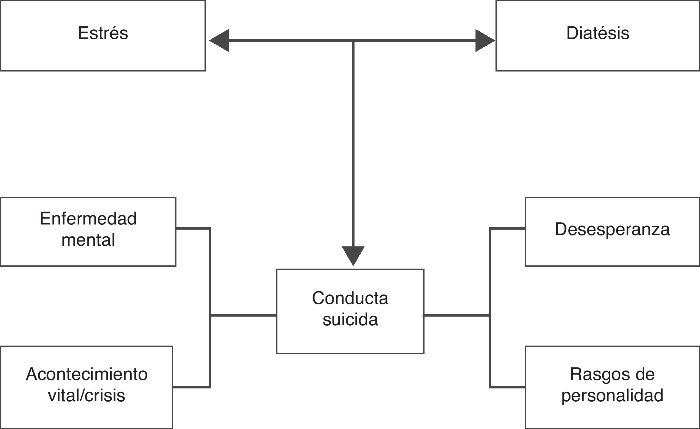 Estrés
Diatésis
Enfermedad
mental
Desesperanza
Conducta
suicida
Acontecimiento
vital/crisis
Rasgos de
personalidad